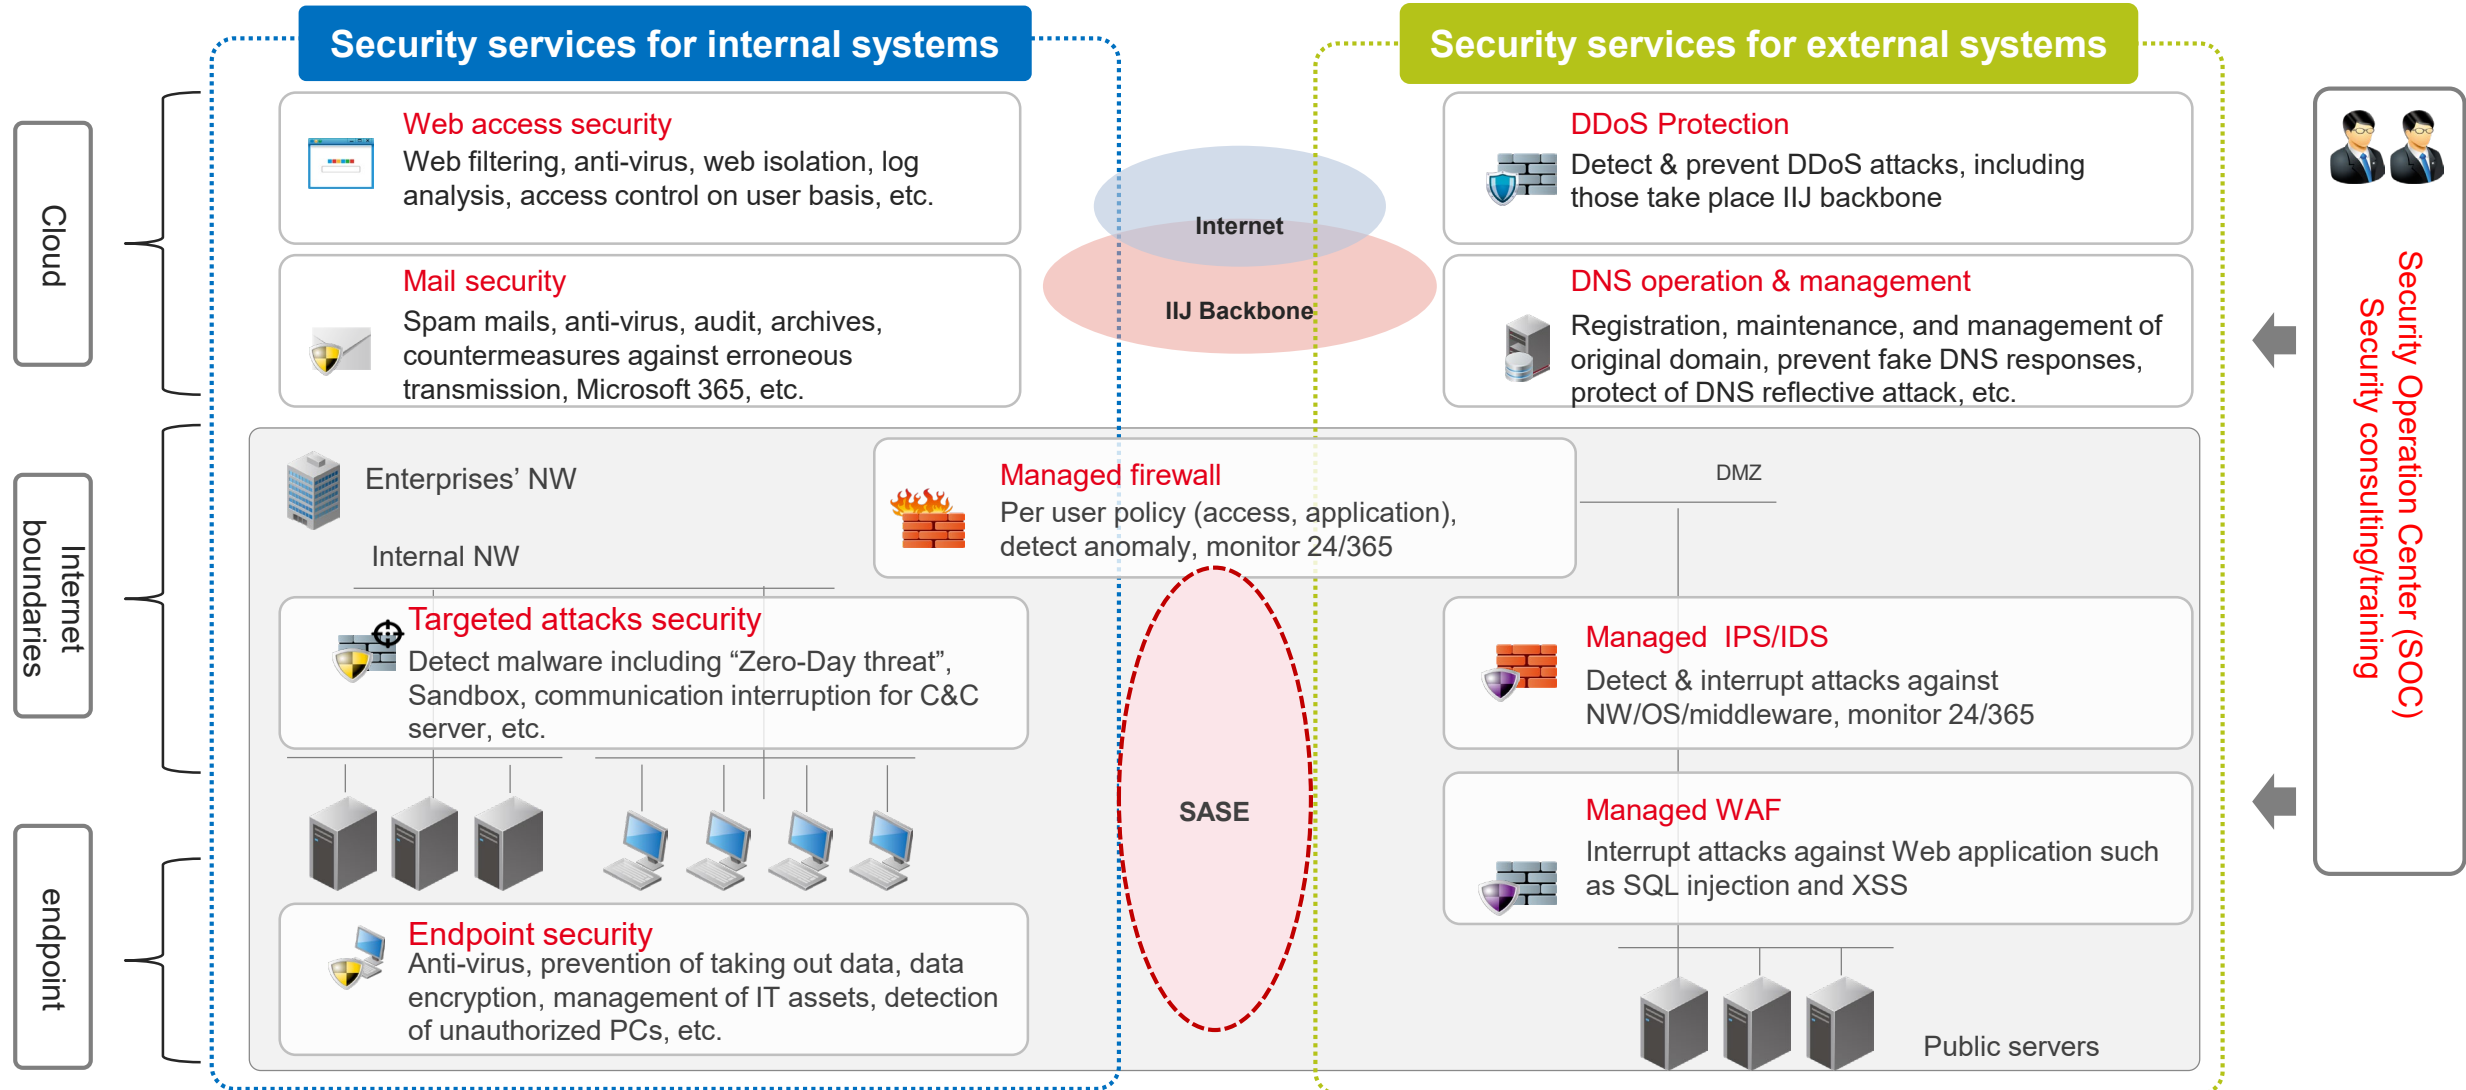 Security services for internal systems
Security services for external systems
Cloud
Web access security
Web filtering, anti-virus, web isolation, log
analysis, access control on user basis, etc.
Mail security
Spam mails, anti-virus, audit, archives,
countermeasures against erroneous
transmission, Microsoft 365, etc.
Internet
IIJ Backbone
DDoS Protection
Detect & prevent DDoS attacks, including
those take place IIJ backbone
DNS operation & management
Registration, maintenance, and management of
original domain, prevent fake DNS responses,
protect of DNS reflective attack, etc.
Security Operation Center (SOC)
Security consulting/training
Internet
boundaries
Enterprises’ NW
Internal NW
Managed firewall
Per user policy (access, application),
detect anomaly, monitor 24/365
DMZ
Targeted attacks security
Detect malware including “Zero-Day threat”,
Sandbox, communication interruption for C&C
server, etc.
SASE
Managed  IPS/IDS
Detect & interrupt attacks against
NW/OS/middleware, monitor 24/365
Managed WAF
Interrupt attacks against Web application such
as SQL injection and XSS
endpoint
Endpoint security
Anti-virus, prevention of taking out data, data
encryption, management of IT assets, detection
of unauthorized PCs, etc.
Public servers